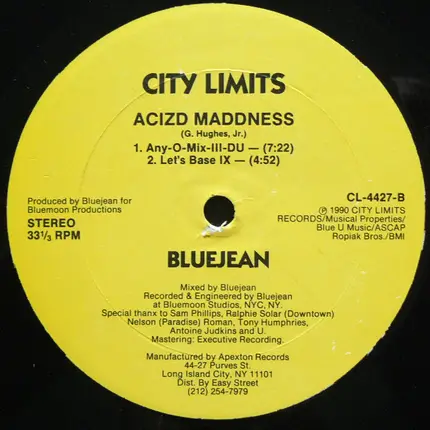 CITY LIMITS
ACIZD MADDNESS
(G. Hughes, Jr.)
1. Any-O-Mix-III-DU — (7:22)
2. Let's Base IX — (4:52)
Produced by Bluejean for
Bluemoon Productions
STEREO
33 1/3 RPM
CL-4427-B
℗ 1990 CITY LIMITS
RECORDS/Musical Properties/
Blue U Music/ASCAP
Ropiak Bros./BMI
BLUEJEAN
Mixed by Bluejean
Recorded & Engineered by Bluejean
at Bluemoon Studios, NYC, NY.
Special thanx to Sam Phillips, Ralphie Solar (Downtown)
Nelson (Paradise) Roman, Tony Humphries,
Antoine Judkins and U.
Mastering: Executive Recording.
Manufactured by Apexton Records
44-27 Purves St.
Long Island City, NY 11101
Dist. By Easy Street
(212) 254-7979